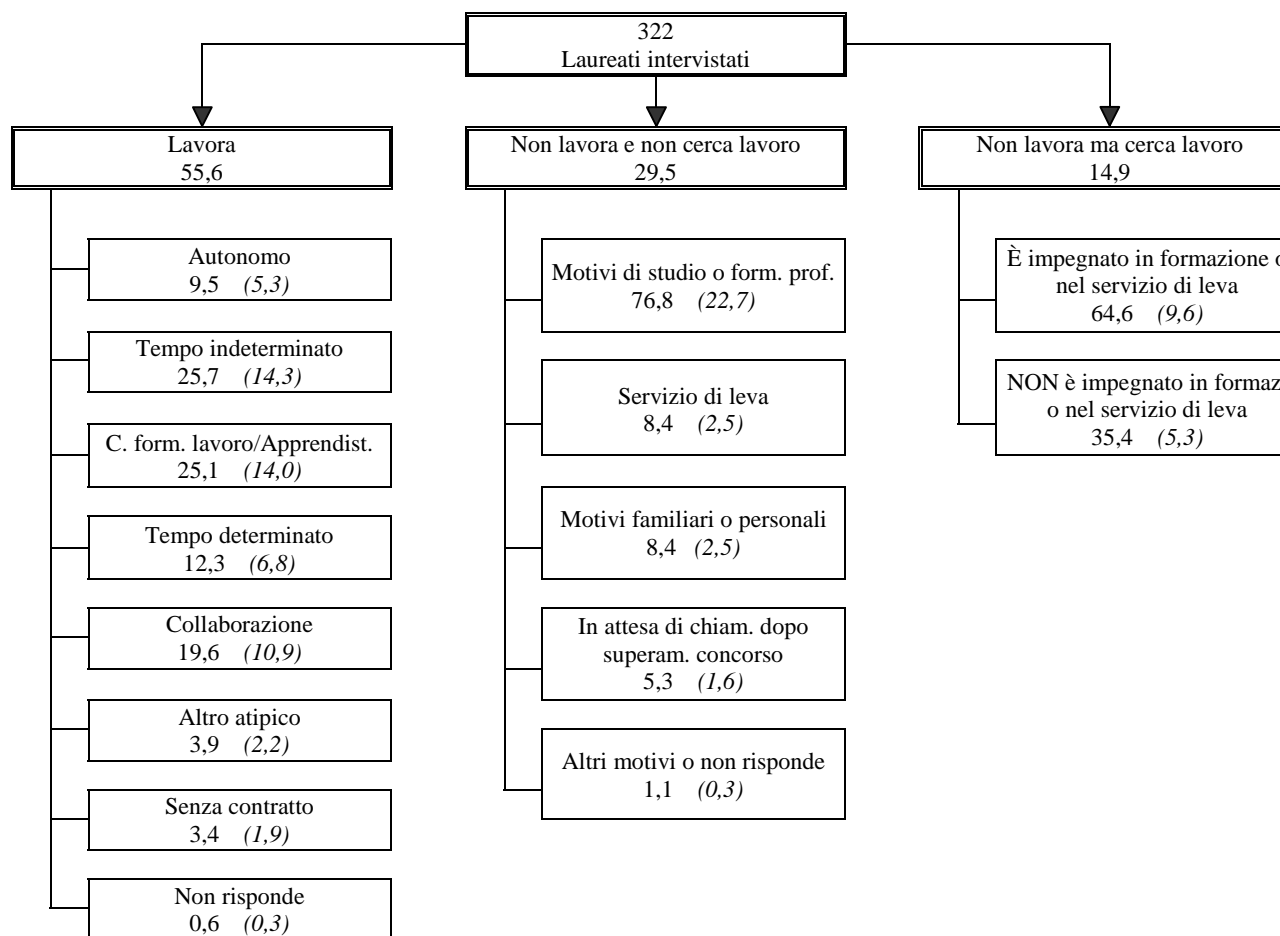 322
Laureati intervistati
Lavora
55,6
Autonomo
9,5 (5,3)
Tempo indeterminato
25,7 (14,3)
C. form. lavoro/Apprendist.
25,1 (14,0)
Tempo determinato
12,3 (6,8)
Collaborazione
19,6 (10,9)
Altro atipico
3,9 (2,2)
Senza contratto
3,4 (1,9)
Non risponde
0,6 (0,3)
Non lavora e non cerca lavoro
29,5
Motivi di studio o form. prof.
76,8 (22,7)
Servizio di leva
8,4 (2,5)
Motivi familiari o personali
8,4 (2,5)
In attesa di chiam. dopo
superam. concorso
5,3 (1,6)
Altri motivi o non risponde
1,1 (0,3)
Non lavora ma cerca lavoro
14,9
È impegnato in formazione
nel servizio di leva
64,6 (9,6)
NON è impegnato in
o nel servizio di leva
35,4 (5,3)